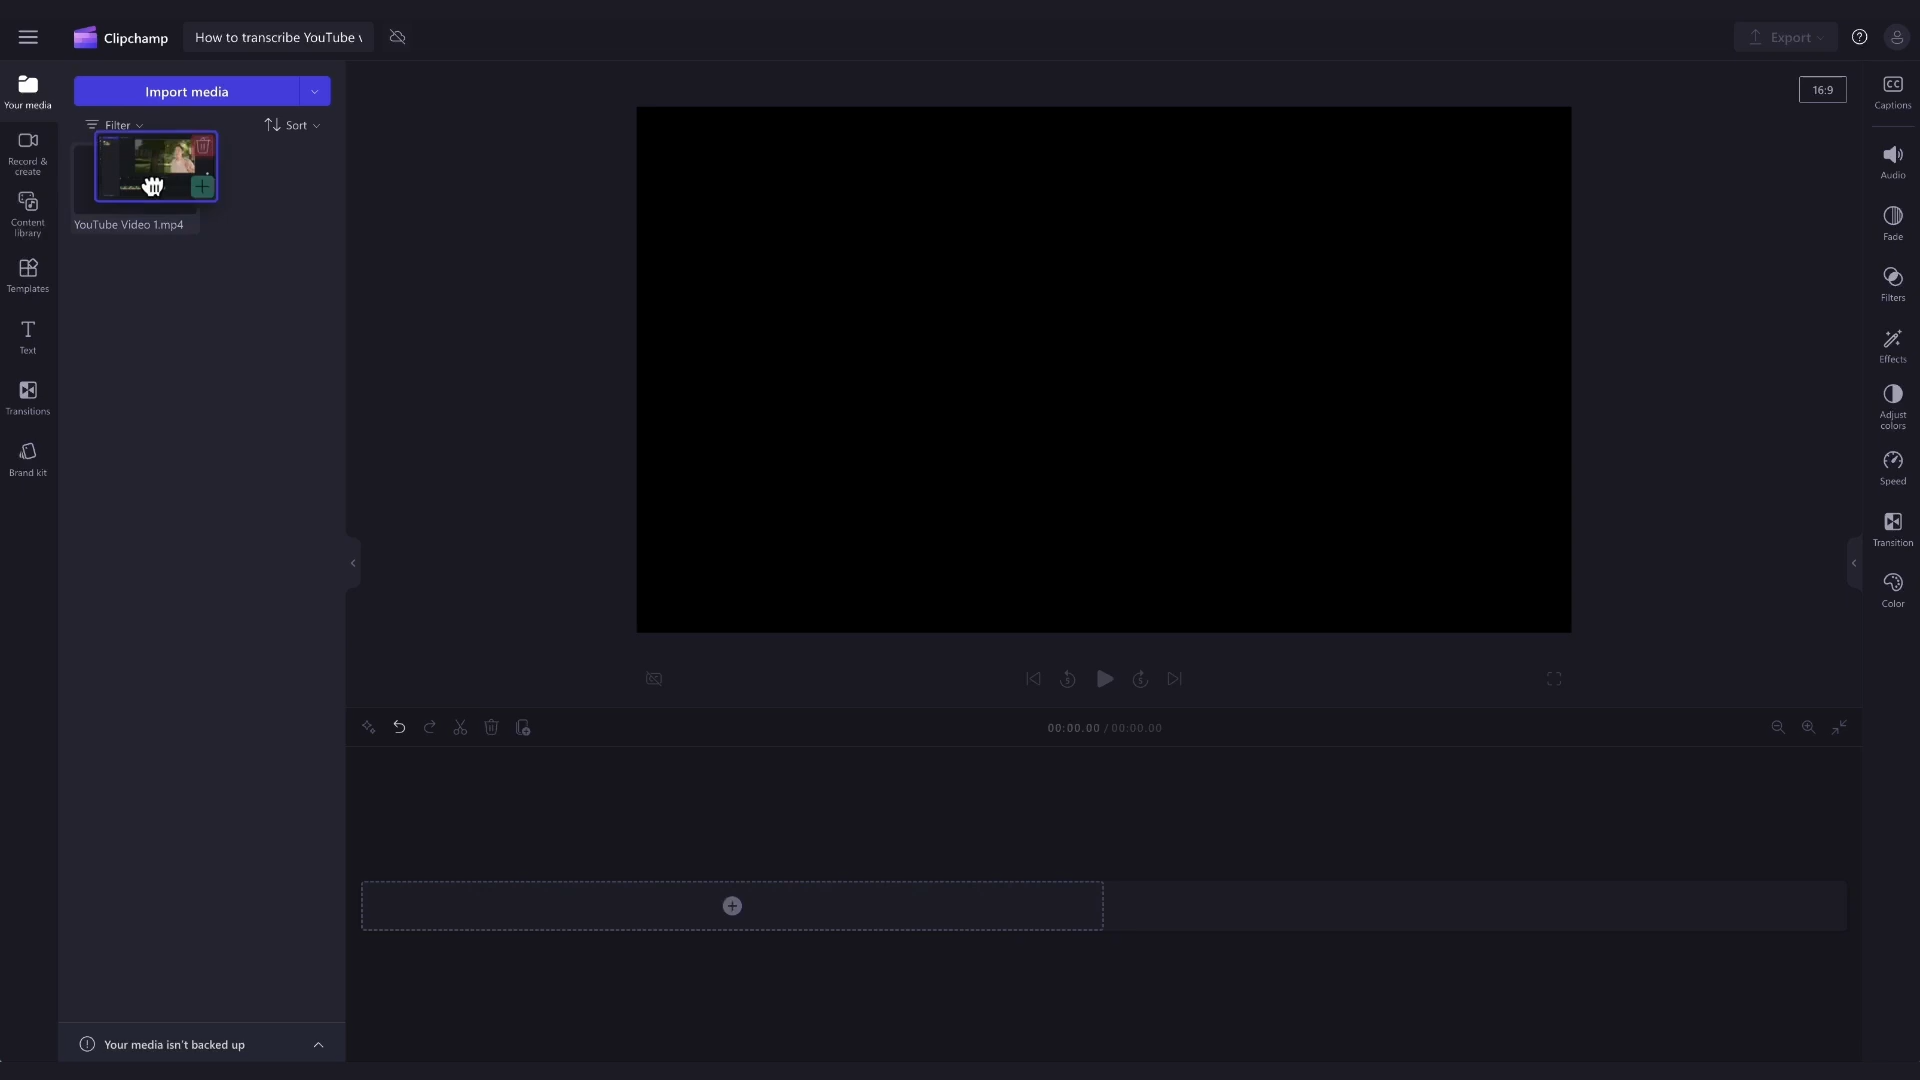 Clipchamp
How to transcribe YouTube v
Export
Your media
Import media
16:9
Captions
Filter
Sort
Record &
create
Audio
Content
library
YouTube Video 1.mp4
Fade
Templates
Filters
Text
Effects
Transitions
Adjust
colors
Brand kit
Speed
Transition
Color
00:00.00 / 00:00.00
Your media isn't backed up